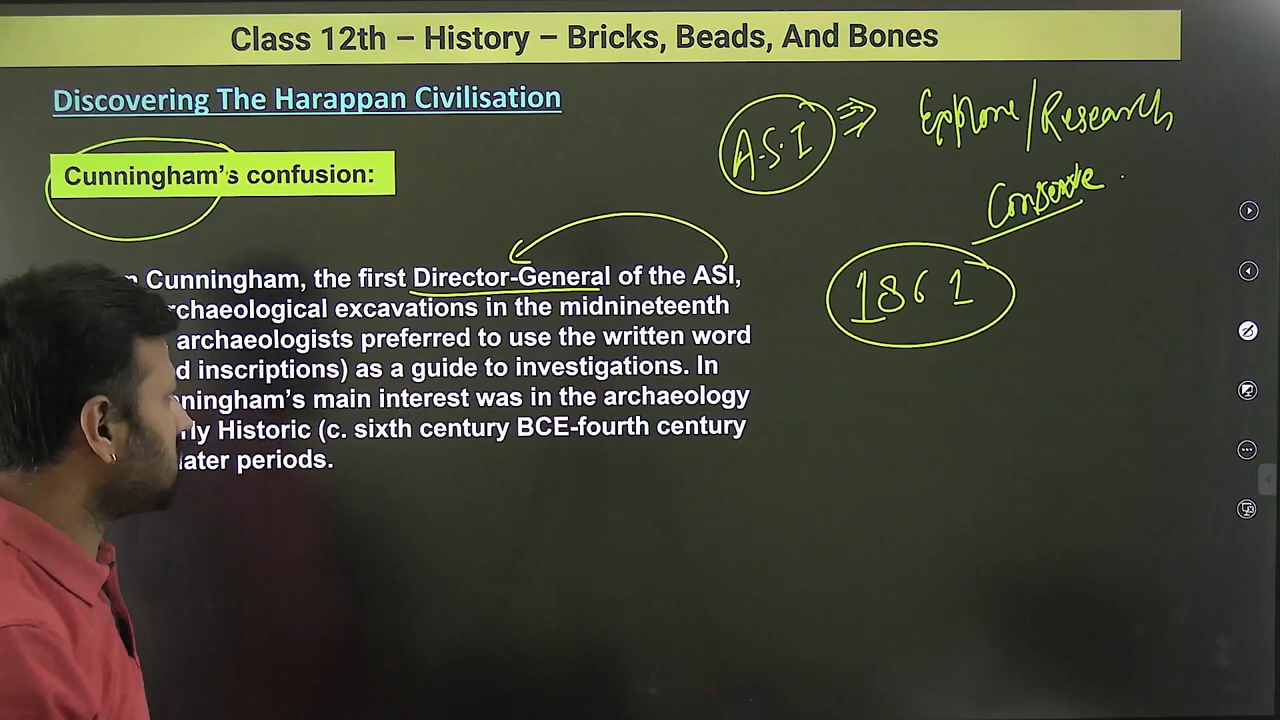 Class 12th – History – Bricks, Beads, And Bones
Discovering The Harappan Civilisation
A.S.I ⇒ Explore/Research
Conserve
Cunningham's confusion:
1861
n Cunningham, the first Director-General of the ASI,
rchaeological excavations in the midnineteenth
archaeologists preferred to use the written word
d inscriptions) as a guide to investigations. In
nningham's main interest was in the archaeology
rly Historic (c. sixth century BCE-fourth century
later periods.